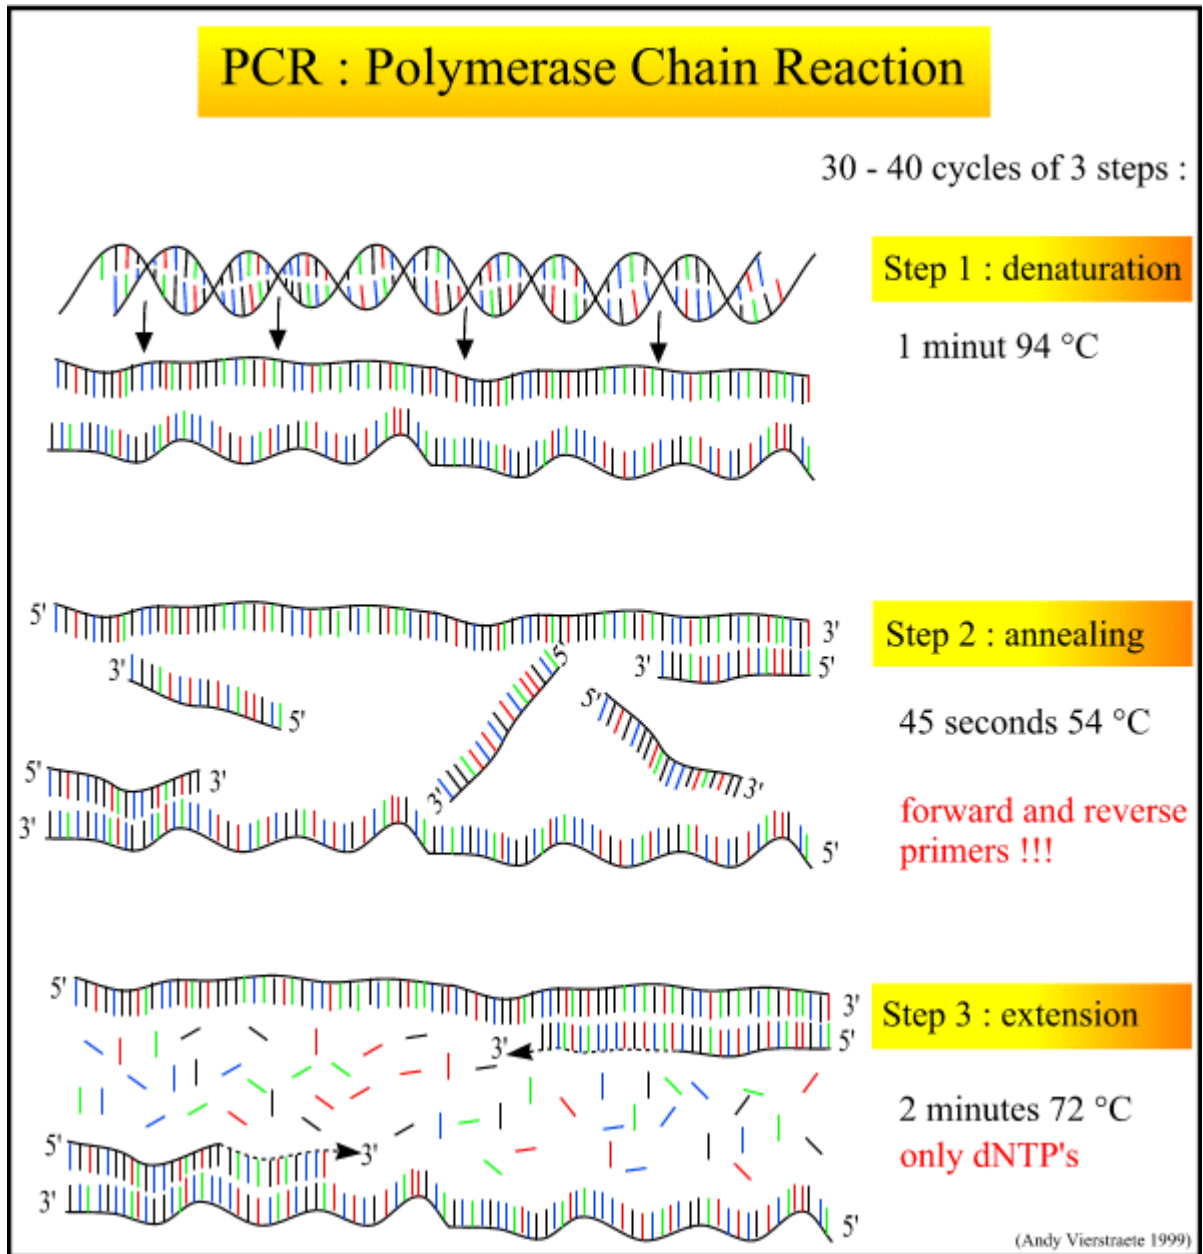 PCR : Polymerase Chain Reaction
30 - 40 cycles of 3 steps :
Step 1 : denaturation
1 minut 94 °C
5'
3'
Step 2 : annealing
3'
5'
3'
5'
5'
45 seconds 54 °C
5'
3'
3'
3'
forward and reverse
primers !!!
3'
5'
5'
3'
Step 3 : extension
3'
5'
2 minutes 72 °C
5'
3'
only dNTP's
3'
5'
(Andy Vierstraete 1999)